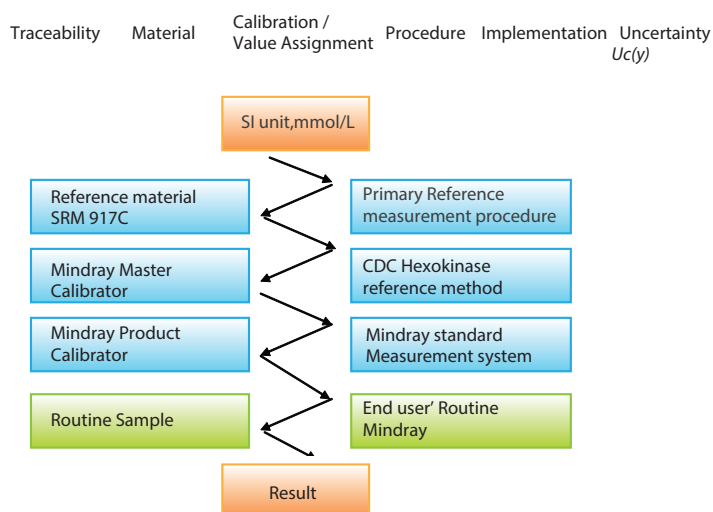 Traceability Material Calibration / Value Assignment Procedure Implementation Uncertainty
Uc(y)
SI unit,mmol/L
Reference material
SRM 917C
Primary Reference
measurement procedure
Mindray Master
Calibrator
CDC Hexokinase
reference method
Mindray Product
Calibrator
Mindray standard
Measurement system
Routine Sample
End user’ Routine
Mindray
Result